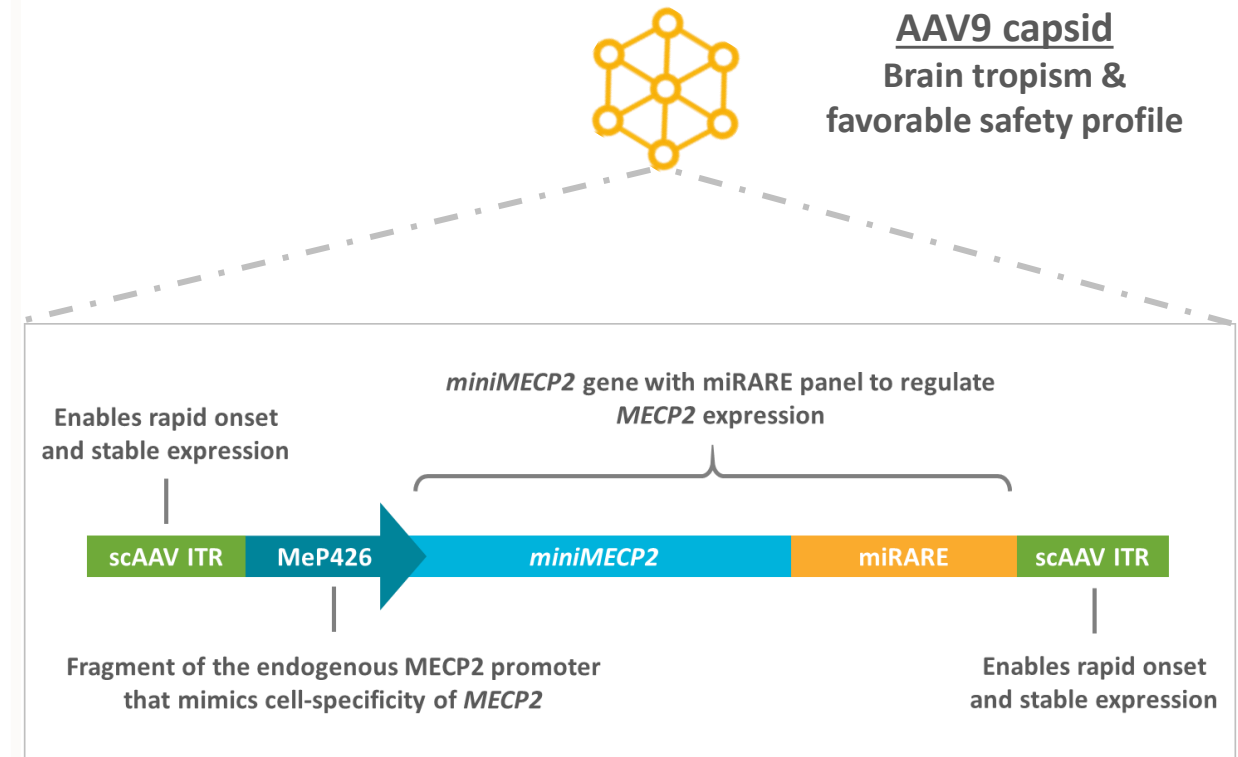 AAV9 capsid
Brain tropism &
favorable safety profile
miniMECP2 gene with miRARE panel to regulate
MECP2 expression
Enables rapid onset
and stable expression
scAAV ITR
MeP426
miniMECP2
miRARE
scAAV ITR
Fragment of the endogenous MECP2 promoter
that mimics cell-specificity of MECP2
Enables rapid onset
and stable expression